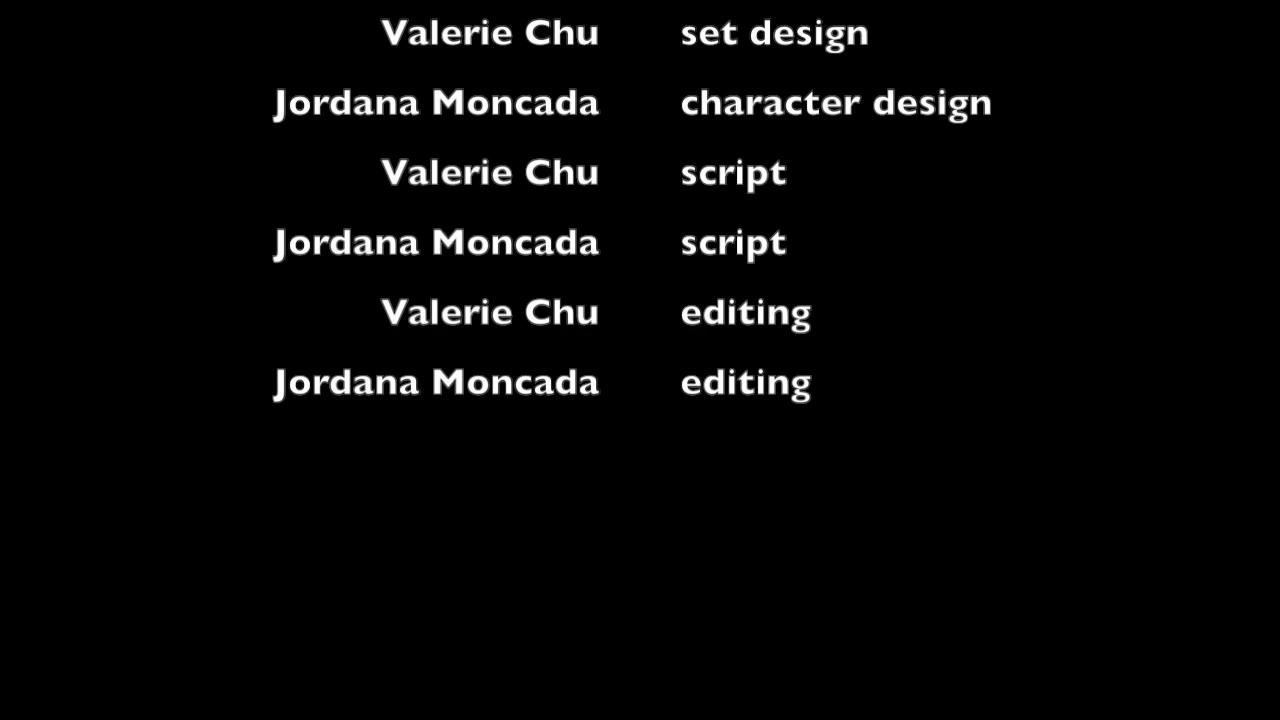 Valerie Chu set design
Jordana Moncada character design
Valerie Chu script
Jordana Moncada script
Valerie Chu editing
Jordana Moncada editing